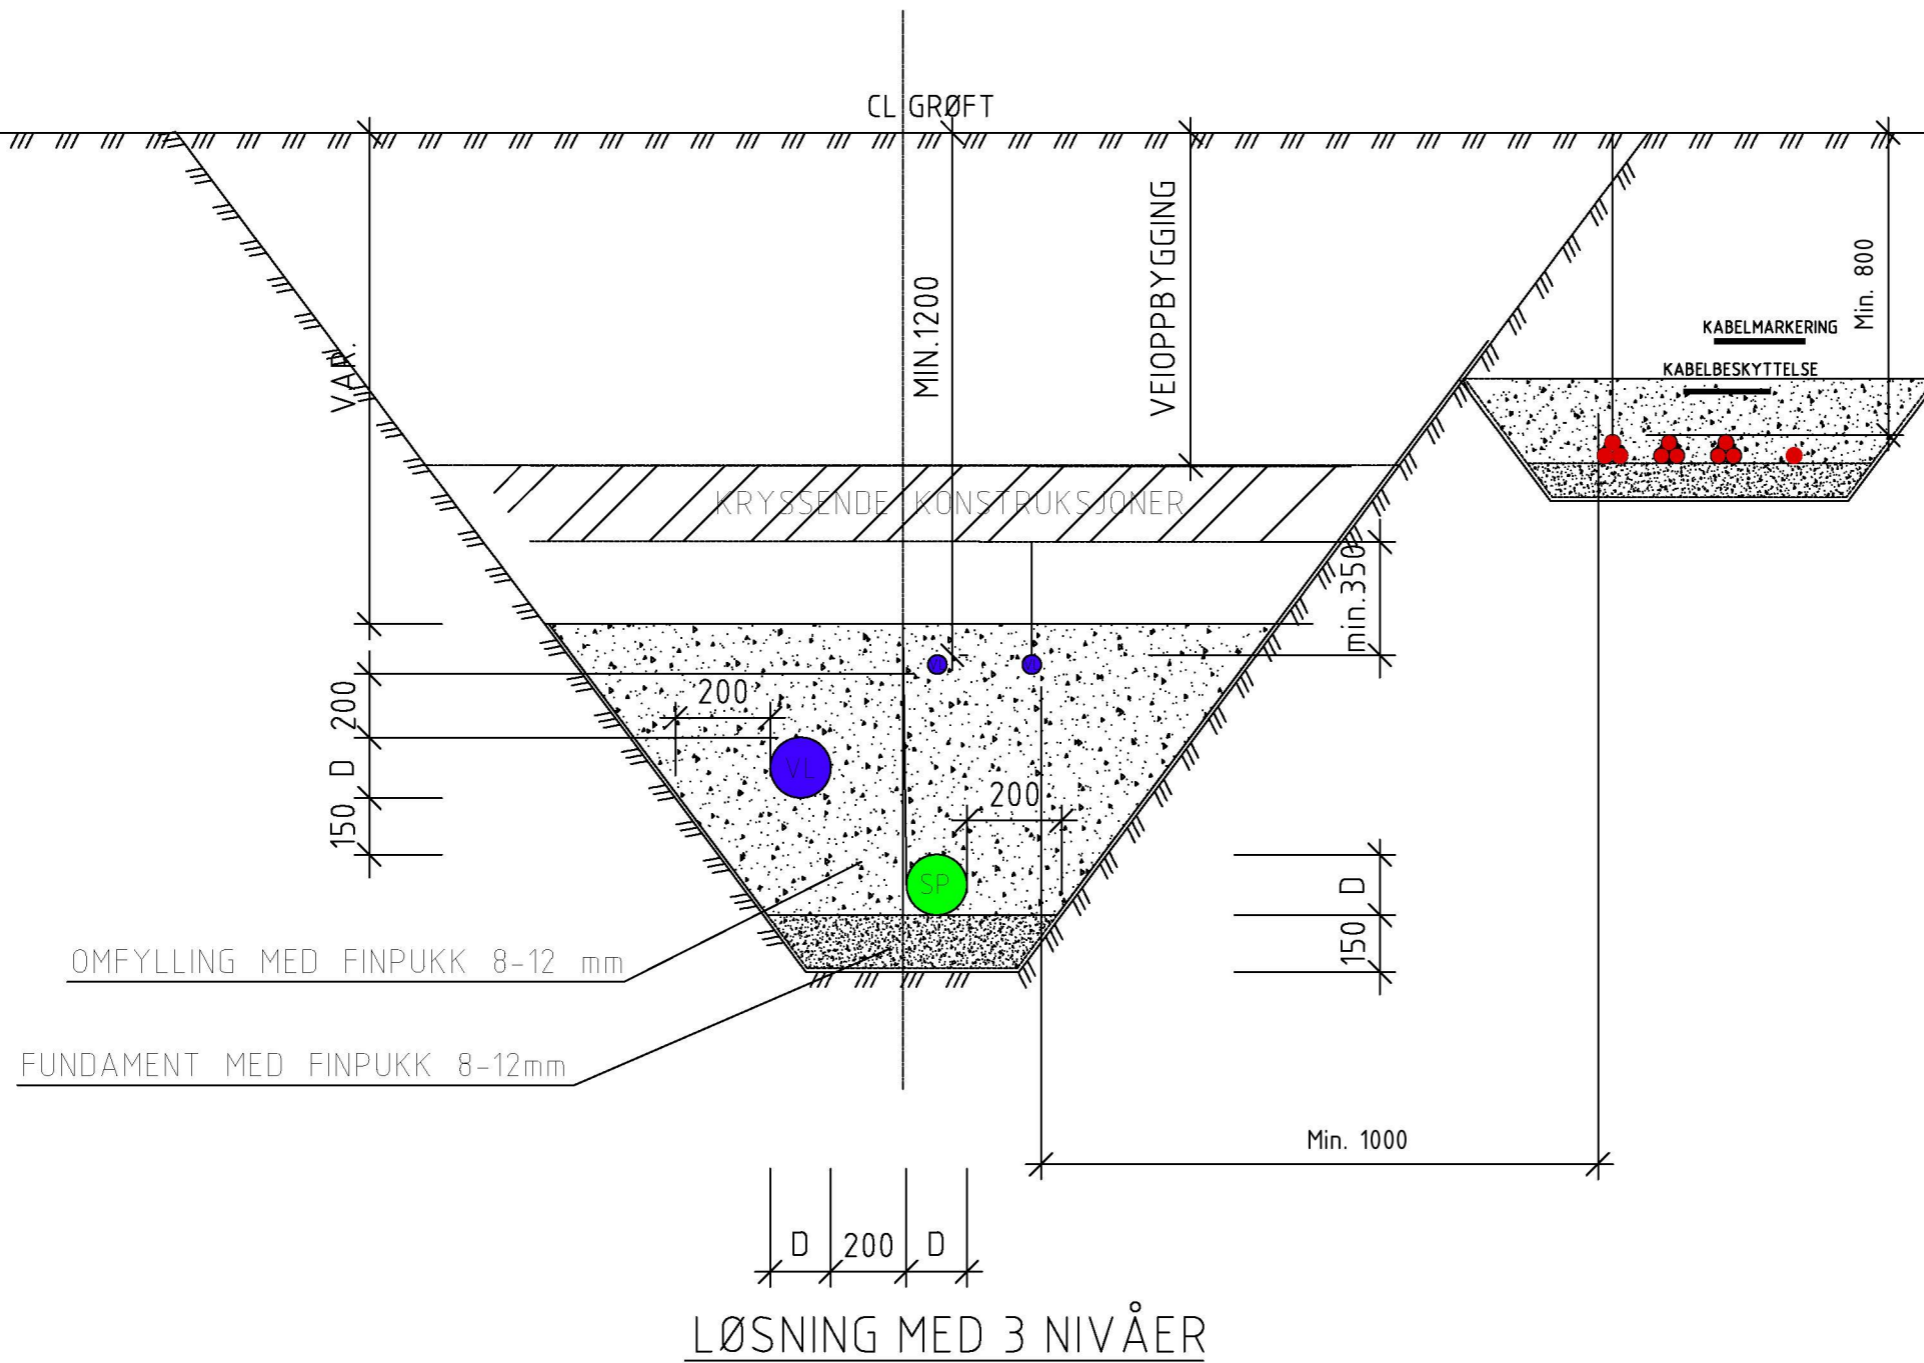 CL GRØFT
VEIOPPBYGGING
MIN.1200
Min. 800
KABELMARKERING
KABELBESKYTTELSE
VAR.
KRYSSENDE KONSTRUKSJONER
min.350
200
200
VL
200
150 D
SP
D
150
OMFYLLING MED FINPUKK 8-12 mm
FUNDAMENT MED FINPUKK 8-12mm
Min. 1000
D 200 D
LØSNING MED 3 NIVÅER